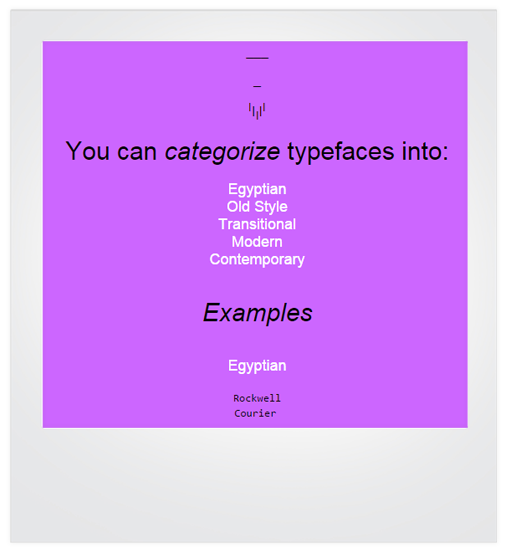 You can categorize typefaces into:
Egyptian
Old Style
Transitional
Modern
Contemporary
Examples
Egyptian
Rockwell
Courier